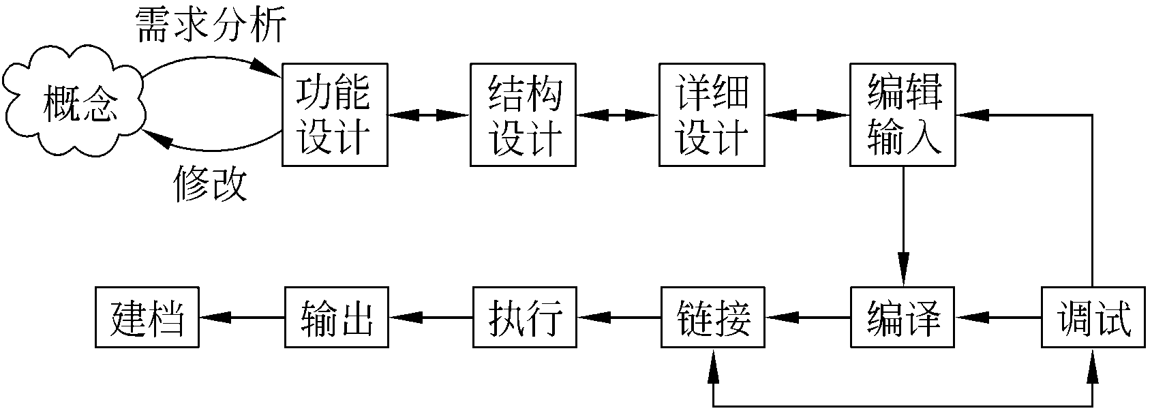 需求分析
概念
功能
设计
结构
设计
详细
设计
编辑
输入
修改
建档
输出
执行
链接
编译
调试